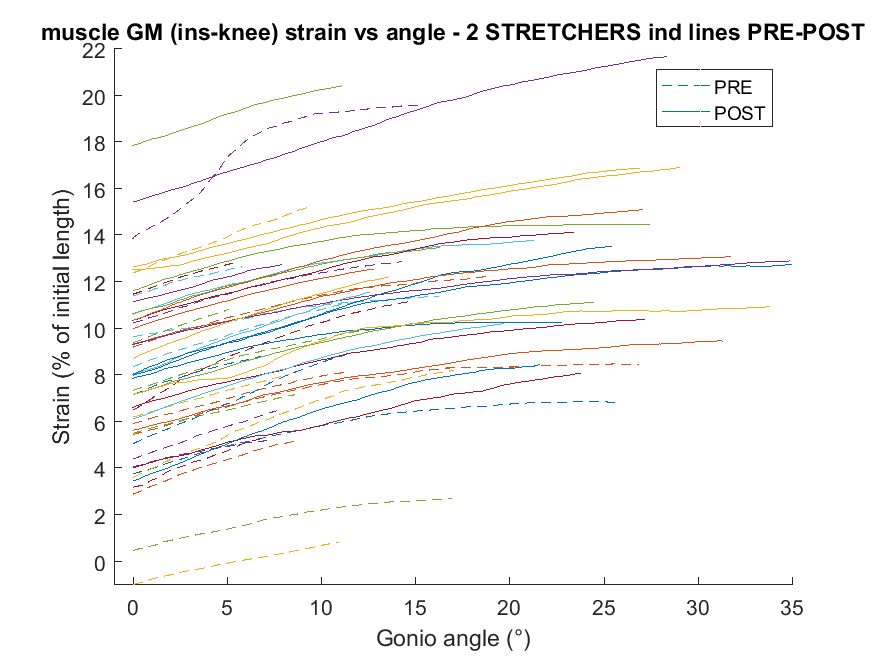 muscle GM (ins-knee) strain vs angle - 2 STRETCHERS ind lines PRE-POST
22
20
18
16
14
12
10
8
6
4
2
0
Strain (% of initial length)
PRE
POST
0 5 10 15 20 25 30 35
Gonio angle (°)